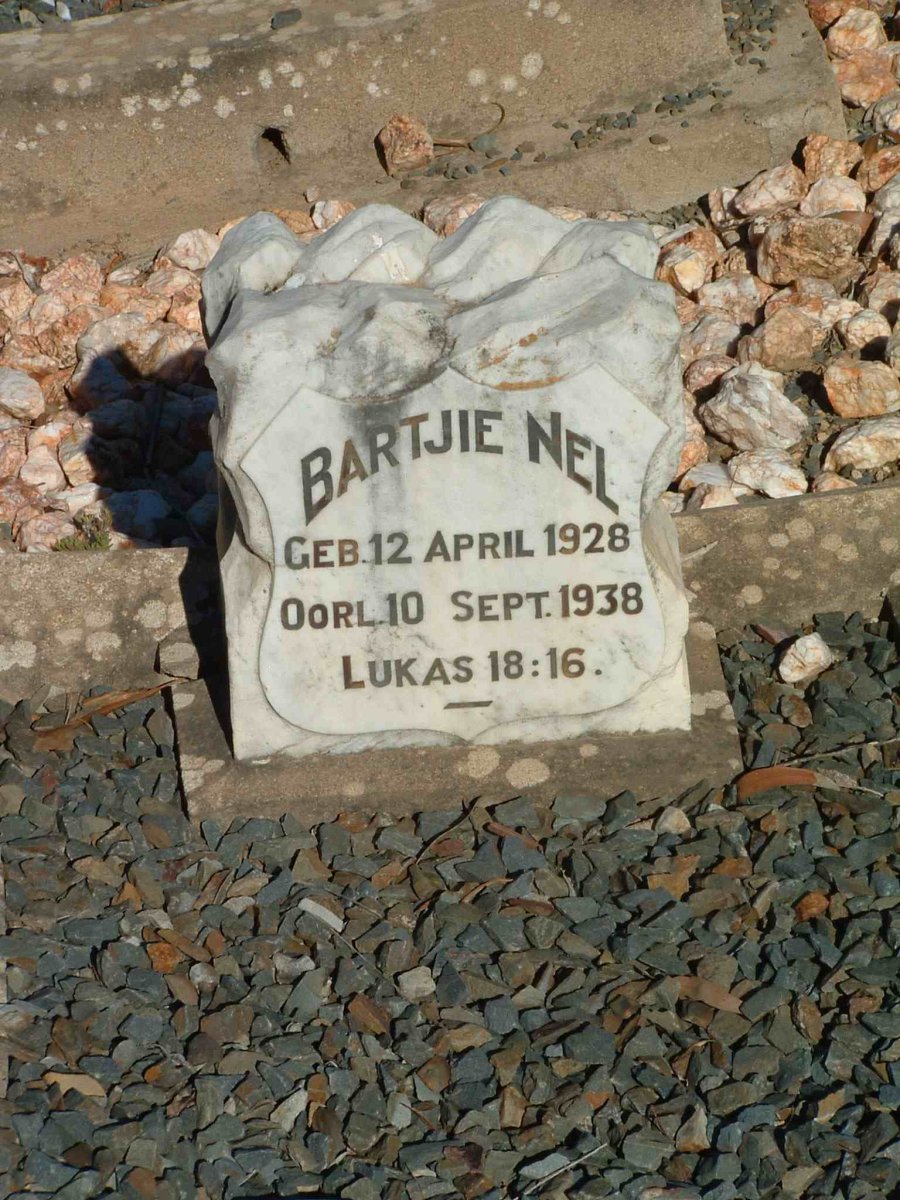 BARTJIE NEL
GEB. 12 APRIL 1928
OORL. 10 SEPT. 1938
LUKAS 18:16.